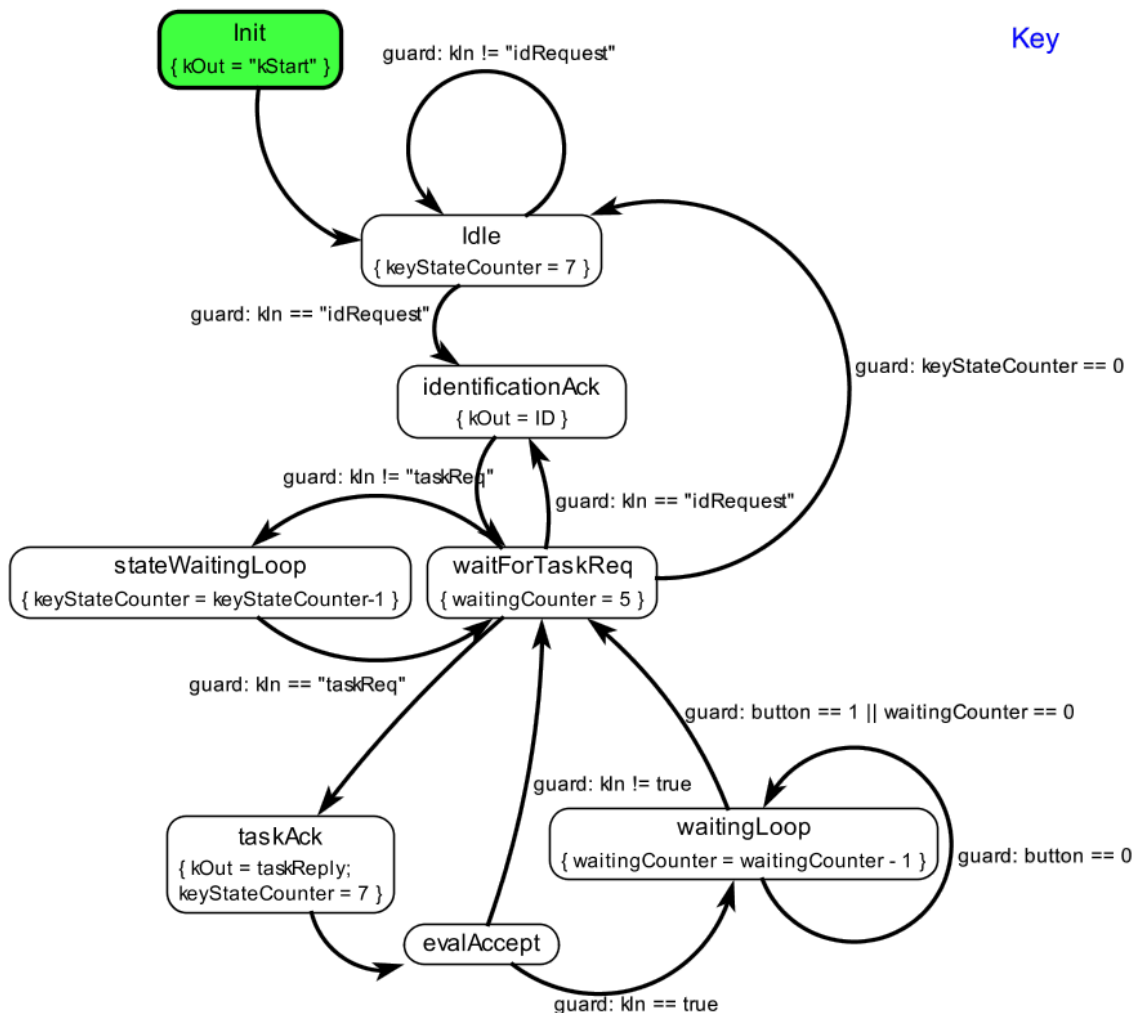 Init
{ kOut = "kStart" }
Key
guard: kIn != "idRequest"
Idle
{ keyStateCounter = 7 }
guard: kIn == "idRequest"
guard: keyStateCounter == 0
identificationAck
{ kOut = ID }
guard: kIn != "taskReq"
guard: kIn == "idRequest"
stateWaitingLoop
{ keyStateCounter = keyStateCounter-1 }
waitForTaskReq
{ waitingCounter = 5 }
guard: kIn == "taskReq"
guard: button == 1 || waitingCounter == 0
guard: kIn != true
taskAck
{ kOut = taskReply;
keyStateCounter = 7 }
waitingLoop
{ waitingCounter = waitingCounter - 1 }
guard: button == 0
evalAccept
guard: kIn == true